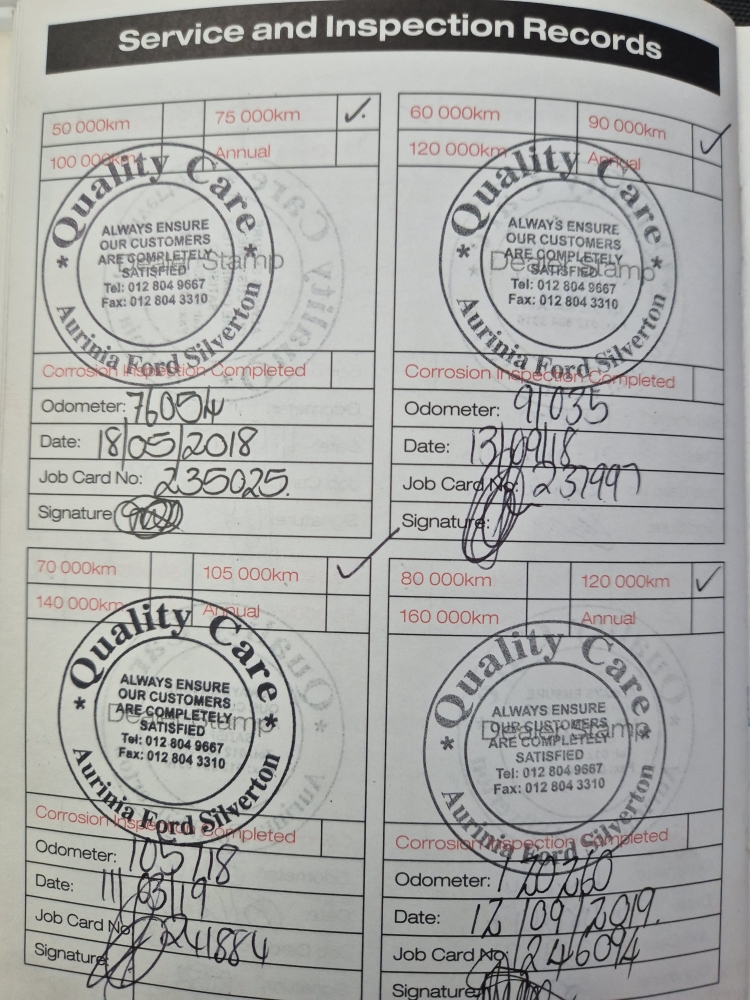 Service and Inspection Records
50 000km
75 000km ✓
100 000km
Annual
Quality Care
ALWAYS ENSURE
OUR CUSTOMERS
ARE COMPLETELY
SATISFIED
Dealer Stamp
Tel: 012 804 9667
Fax: 012 804 3310
* Aurinia Ford Silverton *
Corrosion Inspection Completed
Odometer: 76054
Date: 18/05/2018
Job Card No: 235025.
Signature:
60 000km
90 000km ✓
120 000km
Annual
Quality Care
ALWAYS ENSURE
OUR CUSTOMERS
ARE COMPLETELY
SATISFIED
Dealer Stamp
Tel: 012 804 9667
Fax: 012 804 3310
* Aurinia Ford Silverton *
Corrosion Inspection Completed
Odometer: 91035
Date: 13/09/18
Job Card No: 237997
Signature:
70 000km
105 000km ✓
140 000km
Annual
Quality Care
ALWAYS ENSURE
OUR CUSTOMERS
ARE COMPLETELY
Dealer Stamp
SATISFIED
Tel: 012 804 9667
Fax: 012 804 3310
* Aurinia Ford Silverton *
Corrosion Inspection Completed
Odometer: 105718
Date: 11/03/19
Job Card No: 241884
Signature:
80 000km
120 000km ✓
160 000km
Annual
Quality Care
ALWAYS ENSURE
OUR CUSTOMERS
Dealer Stamp
ARE COMPLETELY
SATISFIED
Tel: 012 804 9667
Fax: 012 804 3310
* Aurinia Ford Silverton *
Corrosion Inspection Completed
Odometer: 120260
Date: 12/09/2019.
Job Card No: 246094
Signature: